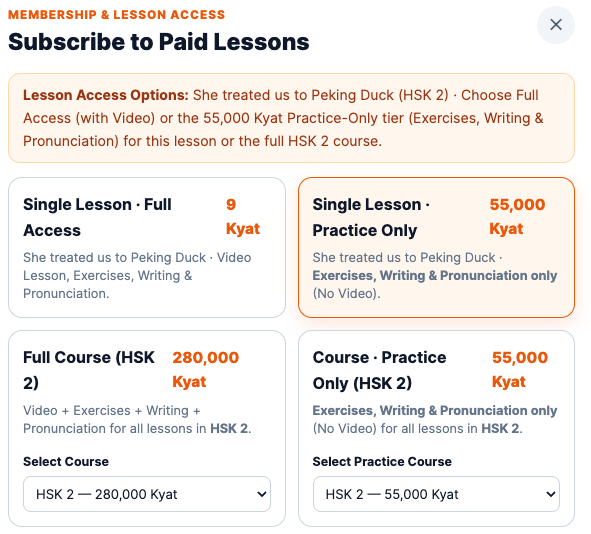 MEMBERSHIP & LESSON ACCESS
Subscribe to Paid Lessons
Lesson Access Options: She treated us to Peking Duck (HSK 2) · Choose Full
Access (with Video) or the 55,000 Kyat Practice-Only tier (Exercises, Writing &
Pronunciation) for this lesson or the full HSK 2 course.
Single Lesson · Full
Access
9
Kyat
She treated us to Peking Duck · Video
Lesson, Exercises, Writing &
Pronunciation.
Single Lesson ·
Practice Only
55,000
Kyat
She treated us to Peking Duck ·
Exercises, Writing & Pronunciation only
(No Video).
Full Course (HSK
2)
280,000
Kyat
Video + Exercises + Writing +
Pronunciation for all lessons in HSK 2.
Select Course
HSK 2 — 280,000 Kyat
Course · Practice
Only (HSK 2)
55,000
Kyat
Exercises, Writing & Pronunciation only
(No Video) for all lessons in HSK 2.
Select Practice Course
HSK 2 — 55,000 Kyat